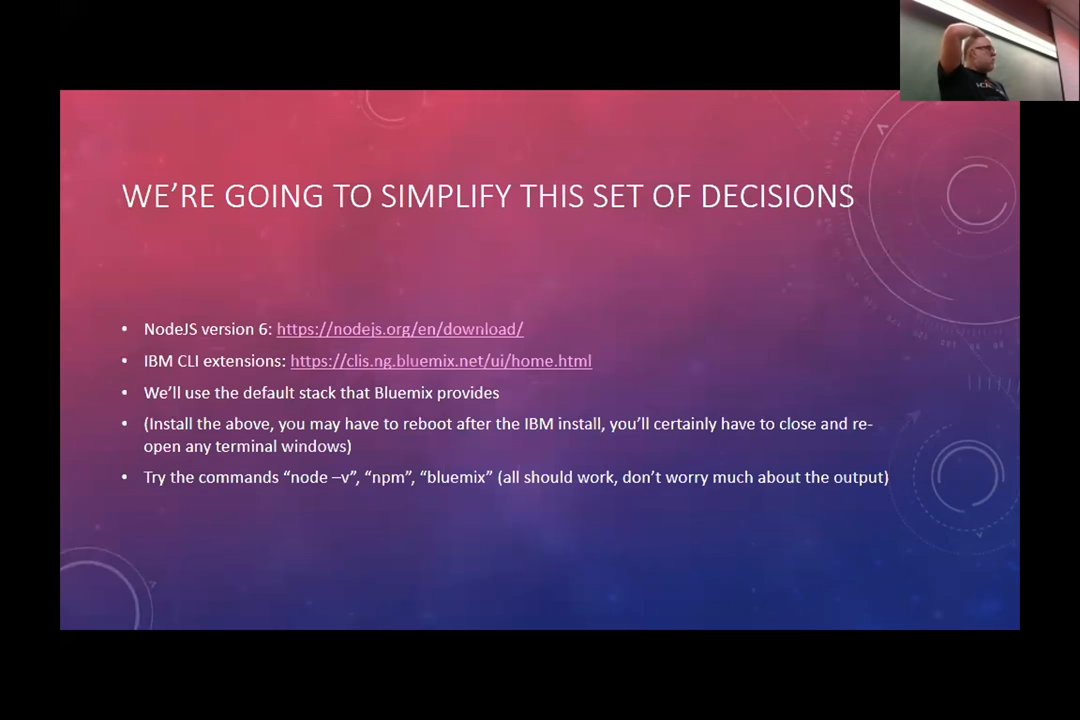 WE'RE GOING TO SIMPLIFY THIS SET OF DECISIONS
• NodeJS version 6: https://nodejs.org/en/download/
• IBM CLI extensions: https://clis.ng.bluemix.net/ui/home.html
• We'll use the default stack that Bluemix provides
• (Install the above, you may have to reboot after the IBM install, you'll certainly have to close and re-
open any terminal windows)
• Try the commands “node –v”, “npm”, “bluemix” (all should work, don't worry much about the output)